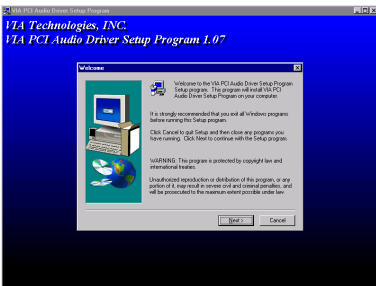 VIA PCI Audio Driver Setup Program
VIA Technologies, INC.
VIA PCI Audio Driver Setup Program 1.07
Welcome
Welcome to the VIA PCI Audio Driver Setup Program
Setup program. This program will install VIA PCI
Audio Driver Setup Program on your computer.
It is strongly recommended that you exit all Windows programs
before running this Setup program.
Click Cancel to quit Setup and then close any programs you
have running. Click Next to continue with the Setup program.
WARNING: This program is protected by copyright law and
international treaties.
Unauthorized reproduction or distribution of this program, or any
portion of it, may result in severe civil and criminal penalties, and
will be prosecuted to the maximum extent possible under law.
Next >
Cancel